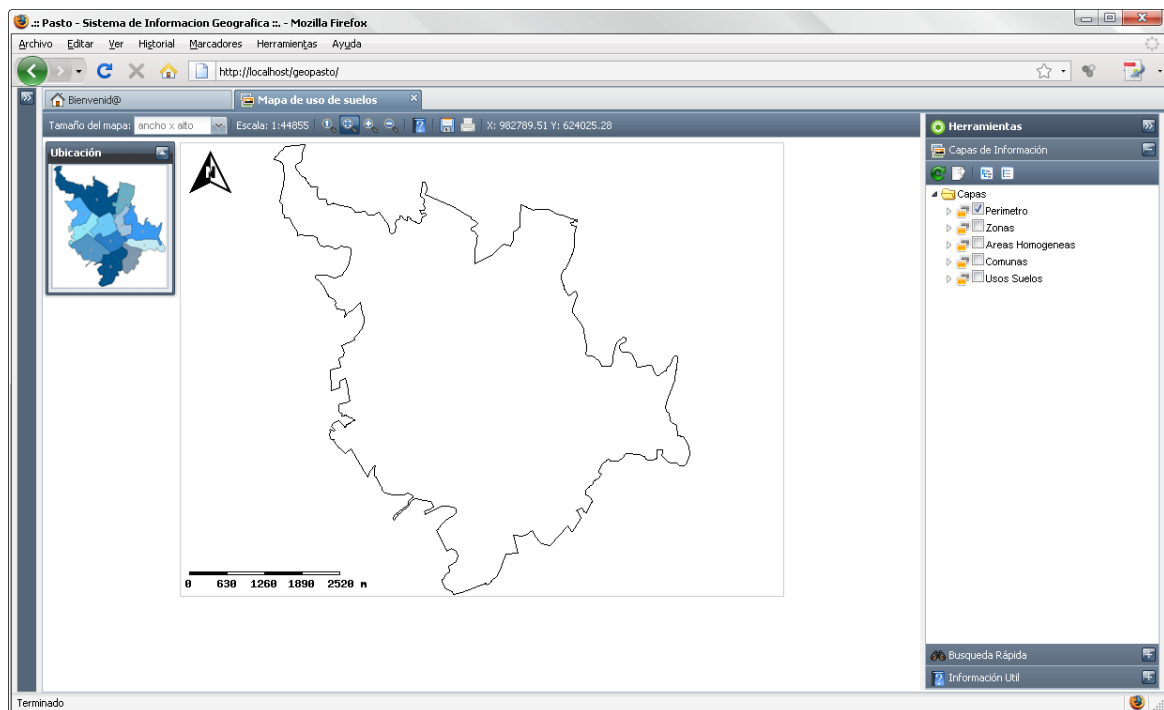 .:: Pasto - Sistema de Informacion Geografica ::. - Mozilla Firefox
Archivo Editar Ver Historial Marcadores Herramientas Ayuda
http://localhost/geopasto/
Bienvenid@
Mapa de uso de suelos
Tamaño del mapa: ancho x alto Escala: 1:44855 X: 982789.51 Y: 624025.28
Herramientas
Ubicación
Capas de Información
N
Capas
Perimetro
Zonas
Areas Homogeneas
Comunas
Usos Suelos
0 630 1260 1890 2520 m
Busqueda Rápida
Información Util
Terminado